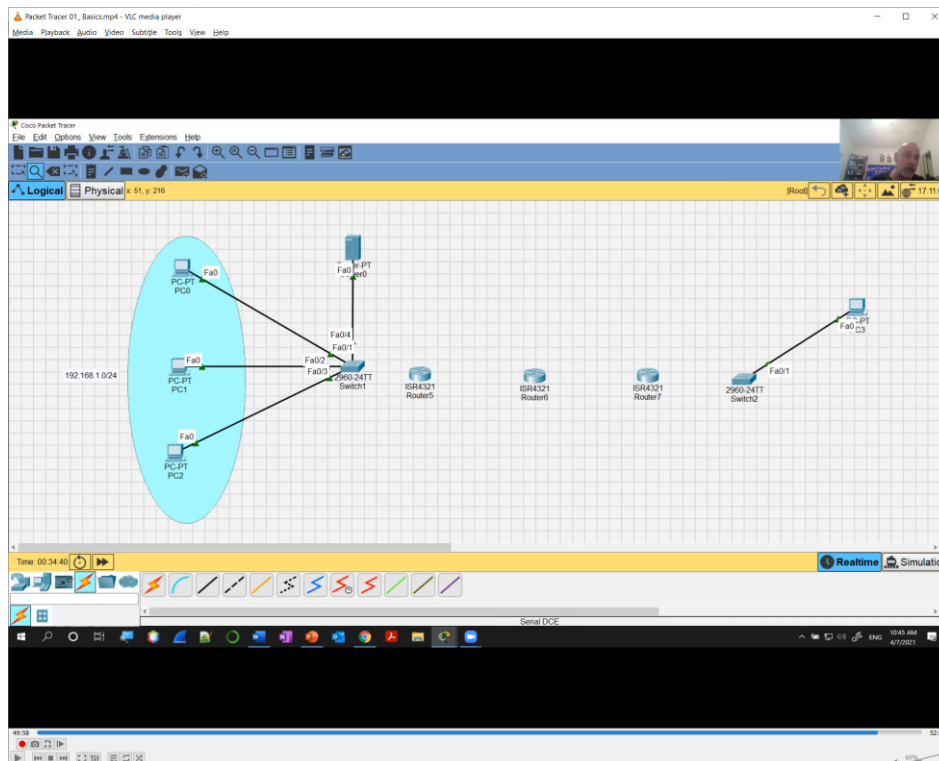 Packet Tracer 01_ Basics.mp4 - VLC media player
Media Playback Audio Video Subtitle Tools View Help
Cisco Packet Tracer
File Edit Options View Tools Extensions Help
Logical Physical x: 51, y: 216
[Root] 17:11:
Fa0
PC-PT
PC0
Fa0
Fa0/4
Fa0/1
Fa0/2
Fa0/3
192.168.1.0/24
Fa0
PC-PT
PC1
2960-24TT
Switch1
ISR4321
Router5
ISR4321
Router6
ISR4321
Router7
2960-24TT
Switch2
Fa0/1
Fa0
Fa0
PC-PT
PC2
Time: 00:34:40
Realtime Simulatio
Serial DCE
ENG
10:45 AM
4/7/2021
49:58
52: